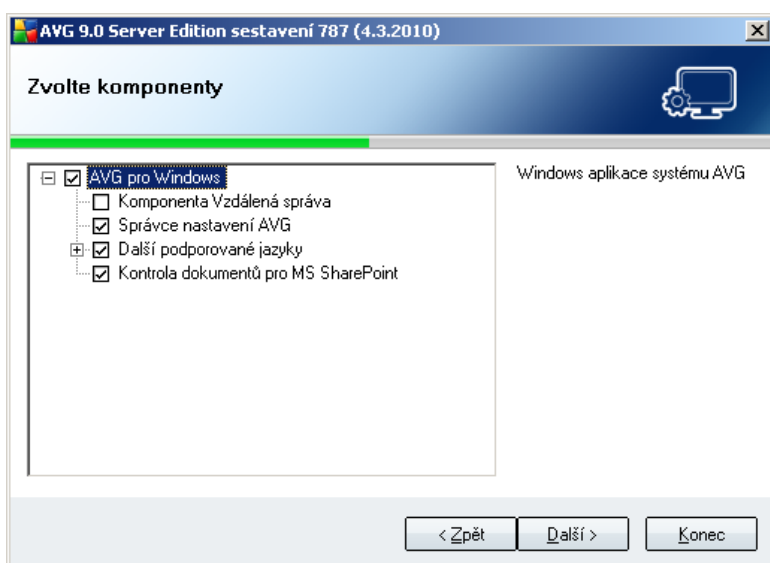 AVG 9.0 Server Edition sestavení 787 (4.3.2010)
Zvolte komponenty
AVG pro Windows
Komponenta Vzdálená správa
Správce nastavení AVG
Další podporované jazyky
Kontrola dokumentů pro MS SharePoint
Windows aplikace systému AVG
< Zpět
Další >
Konec